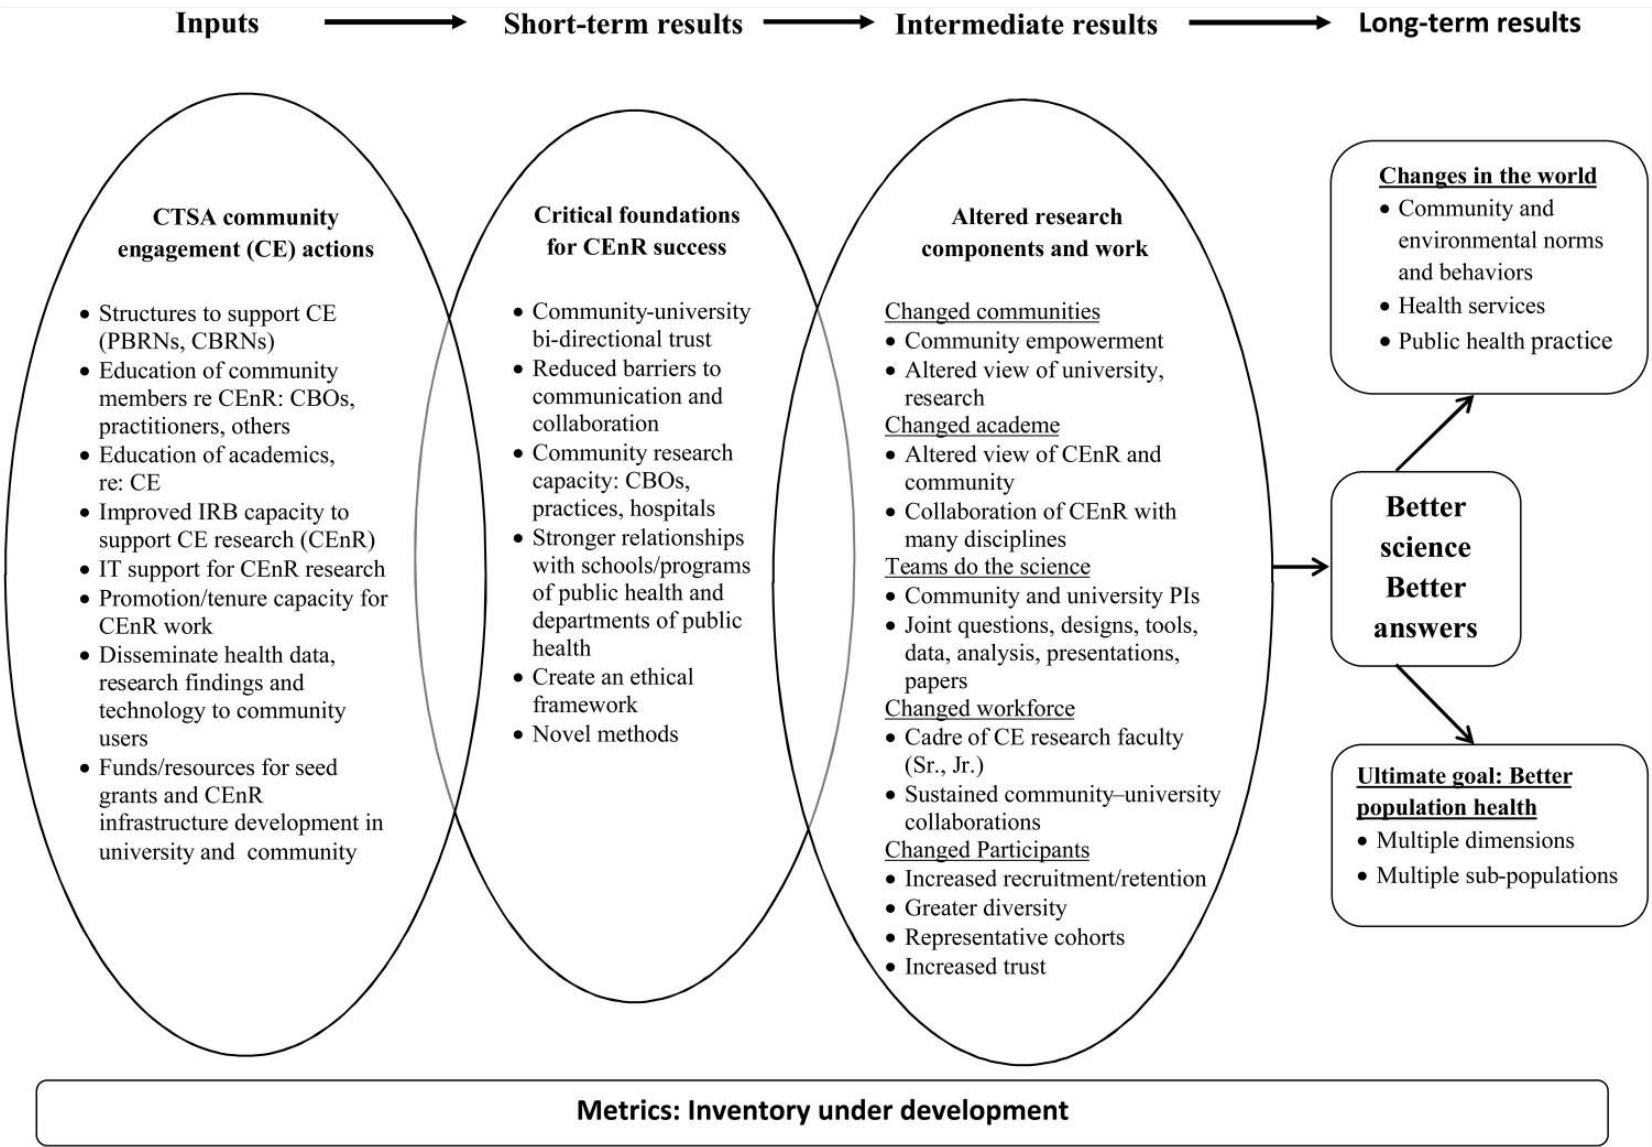 Inputs
Short-term results
Intermediate results
Long-term results
CTSA community
engagement (CE) actions
• Structures to support CE
(PBRNs, CBRNs)
• Education of community
members re CEnR: CBOs,
practitioners, others
• Education of academics,
re: CE
• Improved IRB capacity to
support CE research (CEnR)
• IT support for CEnR research
• Promotion/tenure capacity for
CEnR work
• Disseminate health data,
research findings and
technology to community
users
• Funds/resources for seed
grants and CEnR
infrastructure development in
university and community
Critical foundations
for CEnR success
• Community-university
bi-directional trust
• Reduced barriers to
communication and
collaboration
• Community research
capacity: CBOs,
practices, hospitals
• Stronger relationships
with schools/programs
of public health and
departments of public
health
• Create an ethical
framework
• Novel methods
Altered research
components and work
Changed communities
• Community empowerment
• Altered view of university,
research
Changed academe
• Altered view of CEnR and
community
• Collaboration of CEnR with
many disciplines
Teams do the science
• Community and university PIs
• Joint questions, designs, tools,
data, analysis, presentations,
papers
Changed workforce
• Cadre of CE research faculty
(Sr., Jr.)
• Sustained community–university
collaborations
Changed Participants
• Increased recruitment/retention
• Greater diversity
• Representative cohorts
• Increased trust
Changes in the world
• Community and
environmental norms
and behaviors
• Health services
• Public health practice
Better
science
Better
answers
Ultimate goal: Better
population health
• Multiple dimensions
• Multiple sub-populations
Metrics: Inventory under development